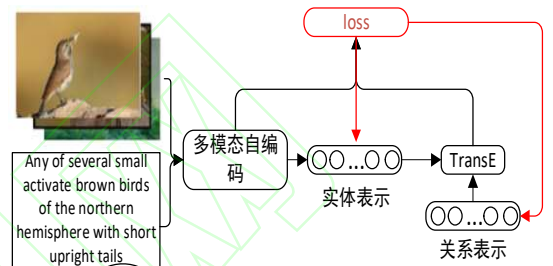 loss
Any of several small
activate brown birds
of the northern
hemisphere with short
upright tails
多模态自编
码
...
实体表示
TransE
...
关系表示